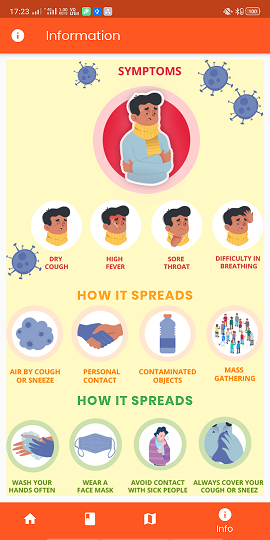 17:23
100
Information
SYMPTOMS
DRY COUGH
HIGH FEVER
SORE THROAT
DIFFICULTY IN BREATHING
HOW IT SPREADS
AIR BY COUGH OR SNEEZE
PERSONAL CONTACT
CONTAMINATED OBJECTS
MASS GATHERING
HOW IT SPREADS
WASH YOUR HANDS OFTEN
WEAR A FACE MASK
AVOID CONTACT WITH SICK PEOPLE
ALWAYS COVER YOUR COUGH OR SNEEZ
Info